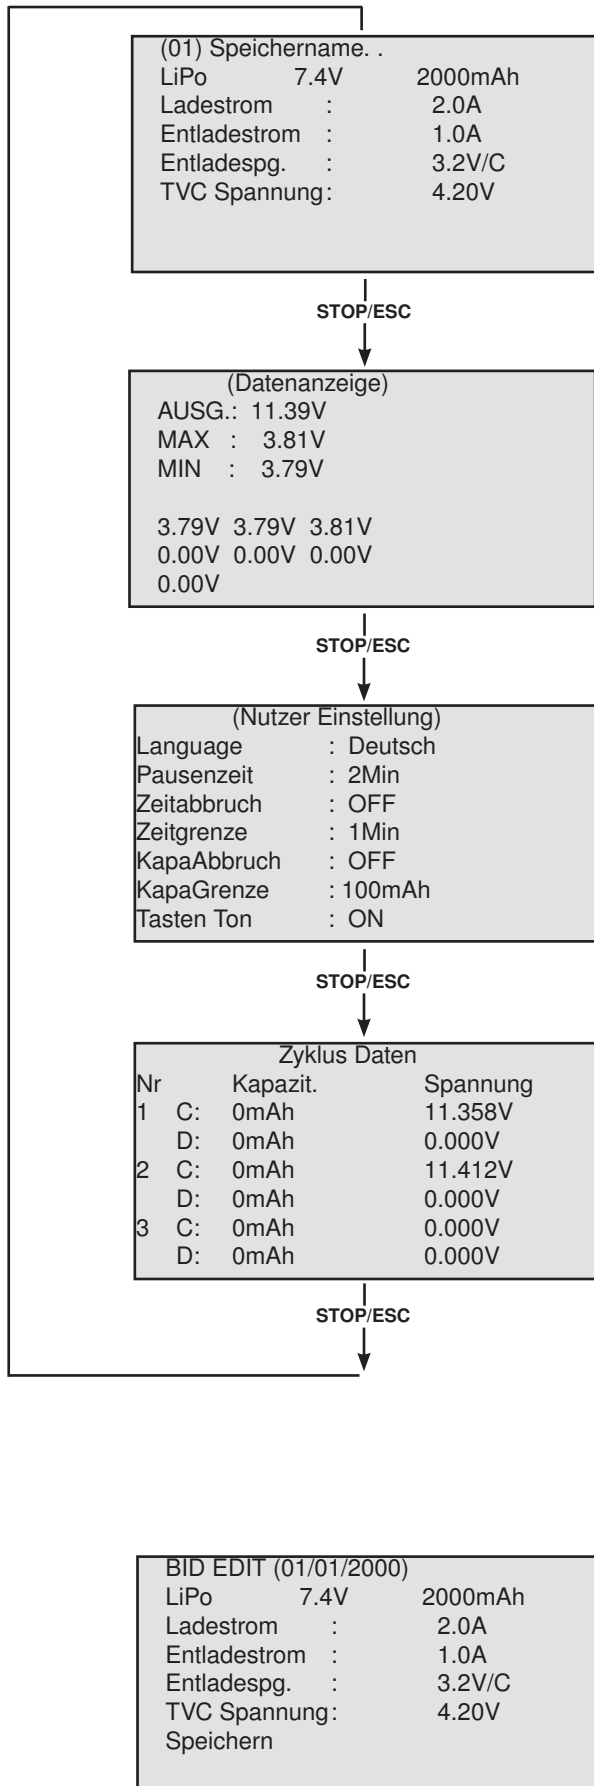 (01) Speichername. .
LiPo 7.4V 2000mAh
Ladestrom : 2.0A
Entladestrom : 1.0A
Entladespg. : 3.2V/C
TVC Spannung: 4.20V
STOP/ESC
(Datenanzeige)
AUSG.: 11.39V
MAX : 3.81V
MIN : 3.79V
3.79V 3.79V 3.81V
0.00V 0.00V 0.00V
0.00V
STOP/ESC
(Nutzer Einstellung)
Language : Deutsch
Pausenzeit : 2Min
Zeitabbruch : OFF
Zeitgrenze : 1Min
KapaAbbruch : OFF
KapaGrenze : 100mAh
Tasten Ton : ON
STOP/ESC
Zyklus Daten
Nr Kapazit. Spannung
1 C: 0mAh 11.358V
D: 0mAh 0.000V
2 C: 0mAh 11.412V
D: 0mAh 0.000V
3 C: 0mAh 0.000V
D: 0mAh 0.000V
STOP/ESC
BID EDIT (01/01/2000)
LiPo 7.4V 2000mAh
Ladestrom : 2.0A
Entladestrom : 1.0A
Entladespg. : 3.2V/C
TVC Spannung: 4.20V
Speichern